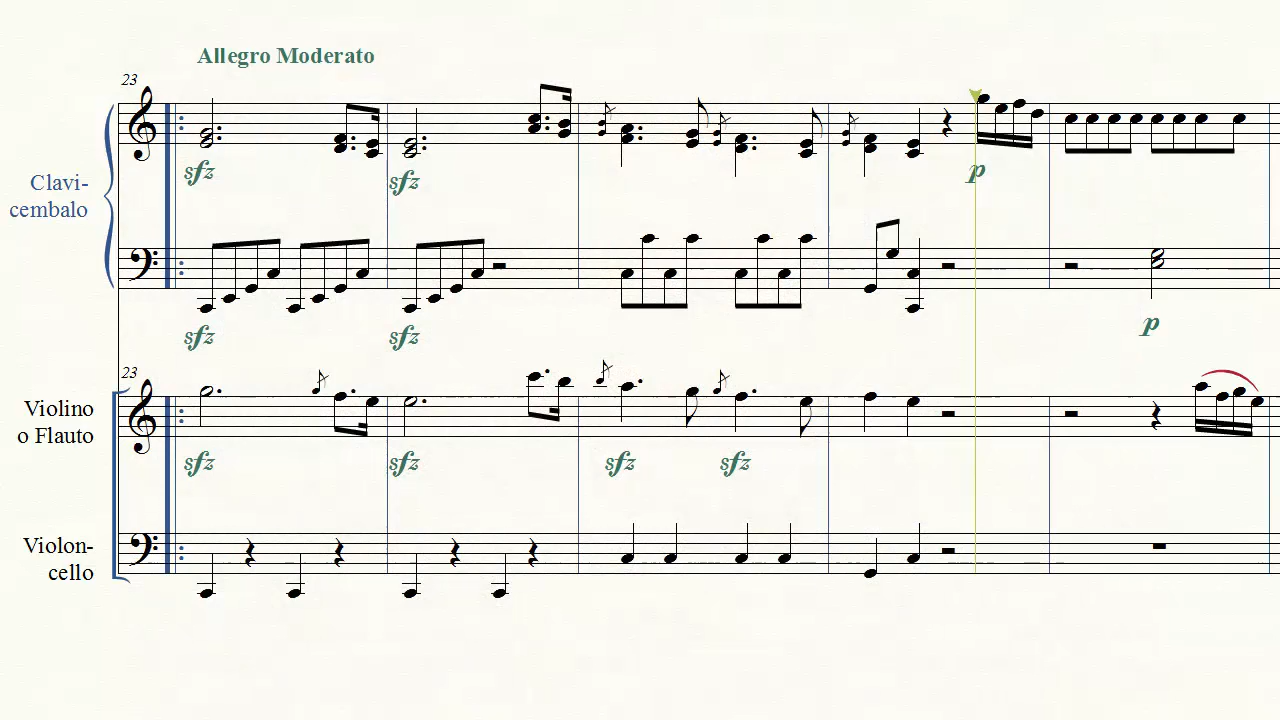 Allegro Moderato
23
Clavi-
cembalo
sfz
sfz
p
sfz
sfz
p
23
Violino
o Flauto
sfz
sfz
sfz
sfz
Violon-
cello